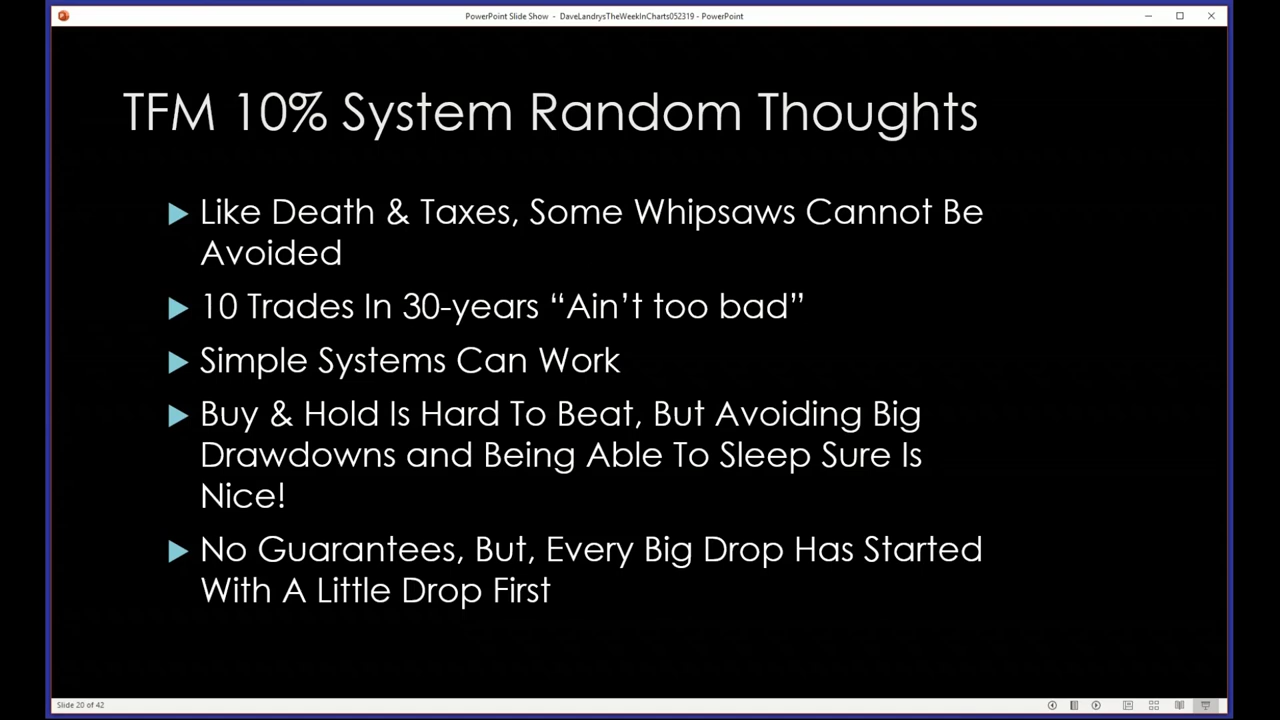 PowerPoint Slide Show - DaveLandrysTheWeekInCharts052319 - PowerPoint
TFM 10% System Random Thoughts
Like Death & Taxes, Some Whipsaws Cannot Be
Avoided
10 Trades In 30-years “Ain’t too bad”
Simple Systems Can Work
Buy & Hold Is Hard To Beat, But Avoiding Big
Drawdowns and Being Able To Sleep Sure Is
Nice!
No Guarantees, But, Every Big Drop Has Started
With A Little Drop First
Slide 20 of 42